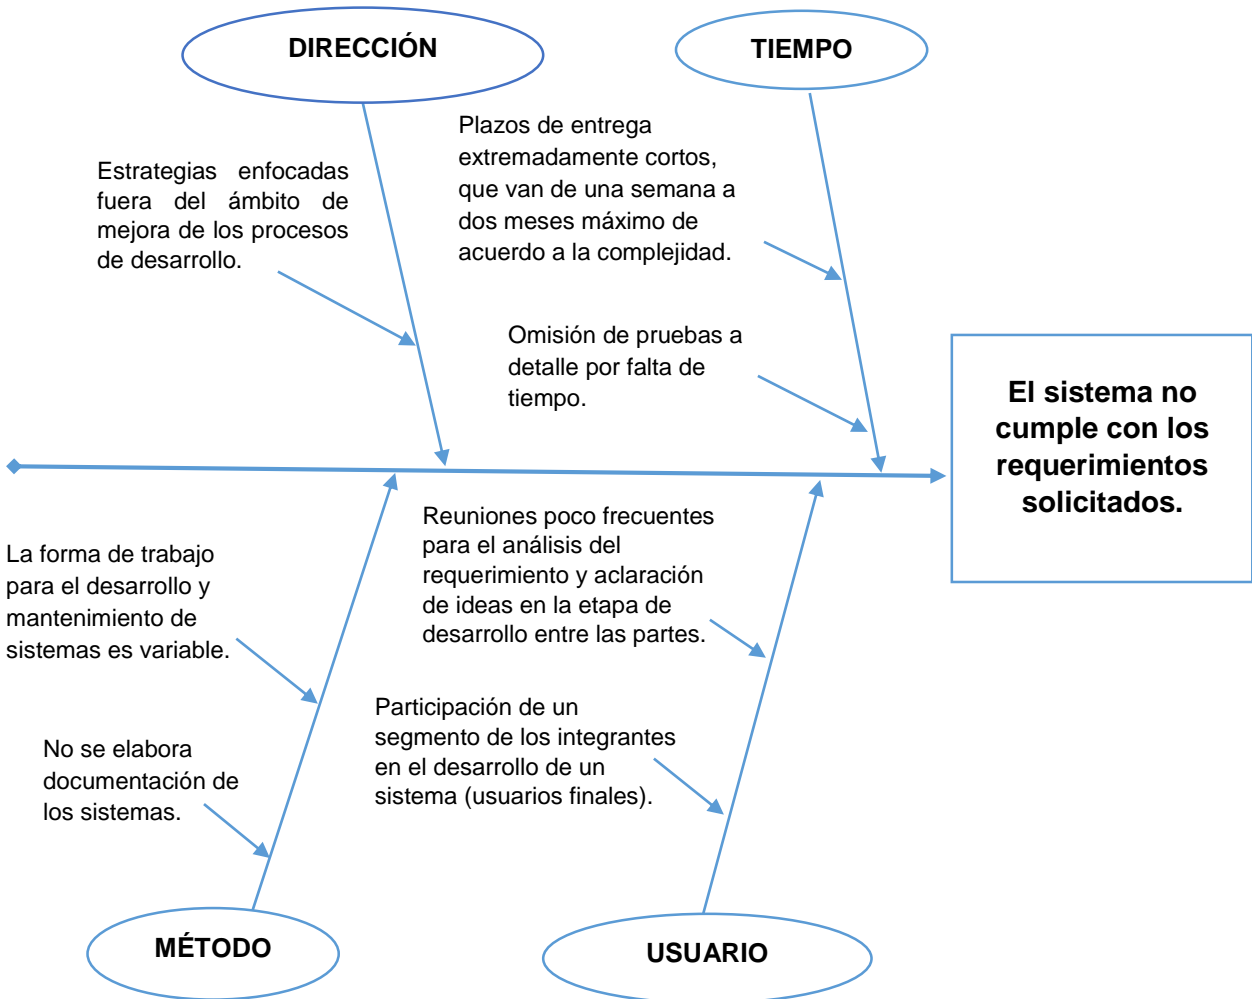 DIRECCIÓN
TIEMPO
Estrategias enfocadas
fuera del ámbito de
mejora de los procesos
de desarrollo.
Plazos de entrega
extremadamente cortos,
que van de una semana a
dos meses máximo de
acuerdo a la complejidad.
Omisión de pruebas a
detalle por falta de
tiempo.
El sistema no
cumple con los
requerimientos
solicitados.
La forma de trabajo
para el desarrollo y
mantenimiento de
sistemas es variable.
No se elabora
documentación de
los sistemas.
Reuniones poco frecuentes
para el análisis del
requerimiento y aclaración
de ideas en la etapa de
desarrollo entre las partes.
Participación de un
segmento de los integrantes
en el desarrollo de un
sistema (usuarios finales).
MÉTODO
USUARIO